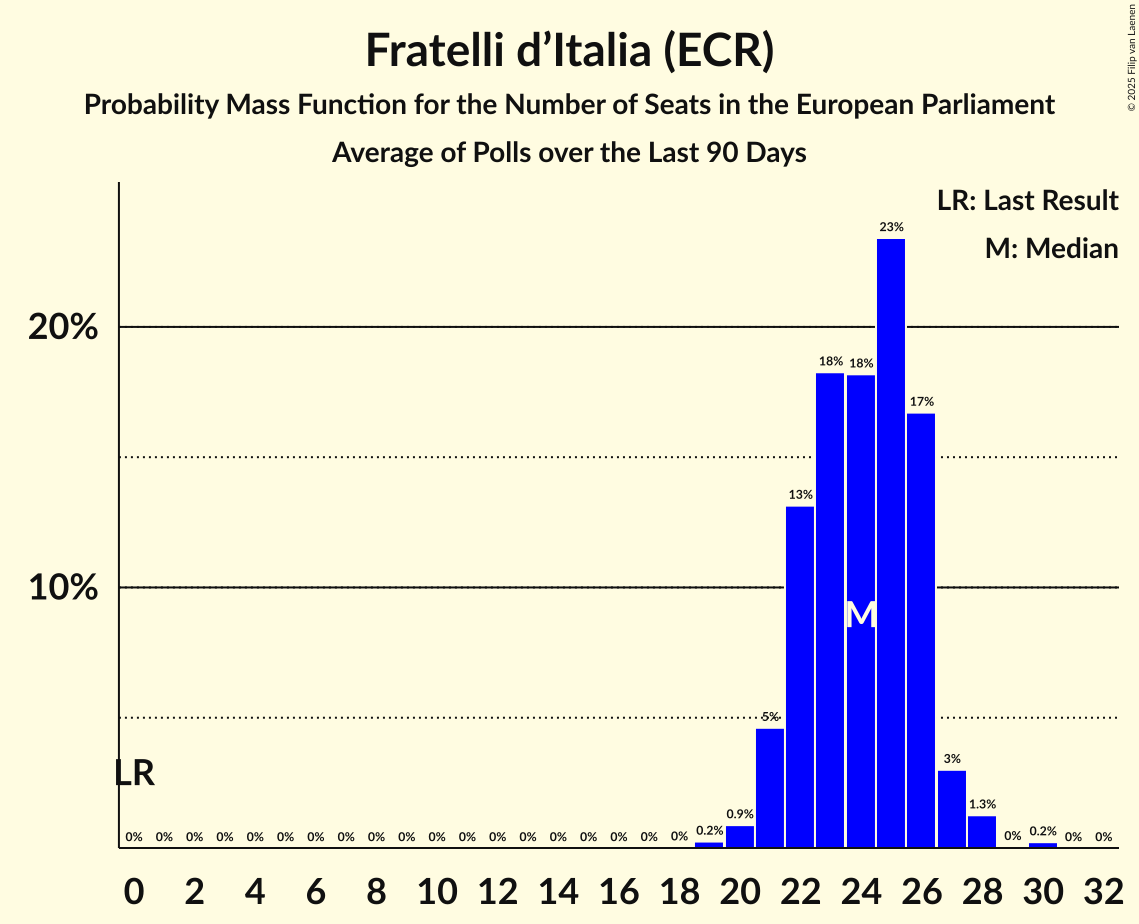 Fratelli d’Italia (ECR)
Probability Mass Function for the Number of Seats in the European Parliament
Average of Polls over the Last 90 Days
© 2025 Filip van Laenen
LR: Last Result
M: Median
20%
10%
23%
18% 18%
17%
13%
M
5%
LR
3%
0% 0% 0% 0% 0% 0% 0% 0% 0% 0% 0% 0% 0% 0% 0% 0% 0% 0% 0% 0.2% 0.9% 1.3% 0% 0.2% 0% 0%
0 2 4 6 8 10 12 14 16 18 20 22 24 26 28 30 32